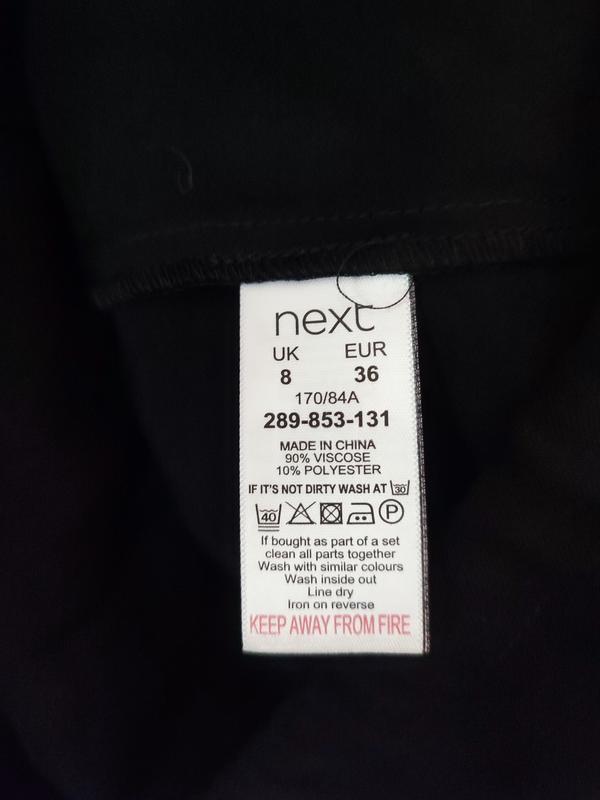 next
UK EUR
8 36
170/84A
289-853-131
MADE IN CHINA
90% VISCOSE
10% POLYESTER
IF IT'S NOT DIRTY WASH AT 30
40 P
If bought as part of a set
clean all parts together
Wash with similar colours
Wash inside out
Line dry
Iron on reverse
KEEP AWAY FROM FIRE